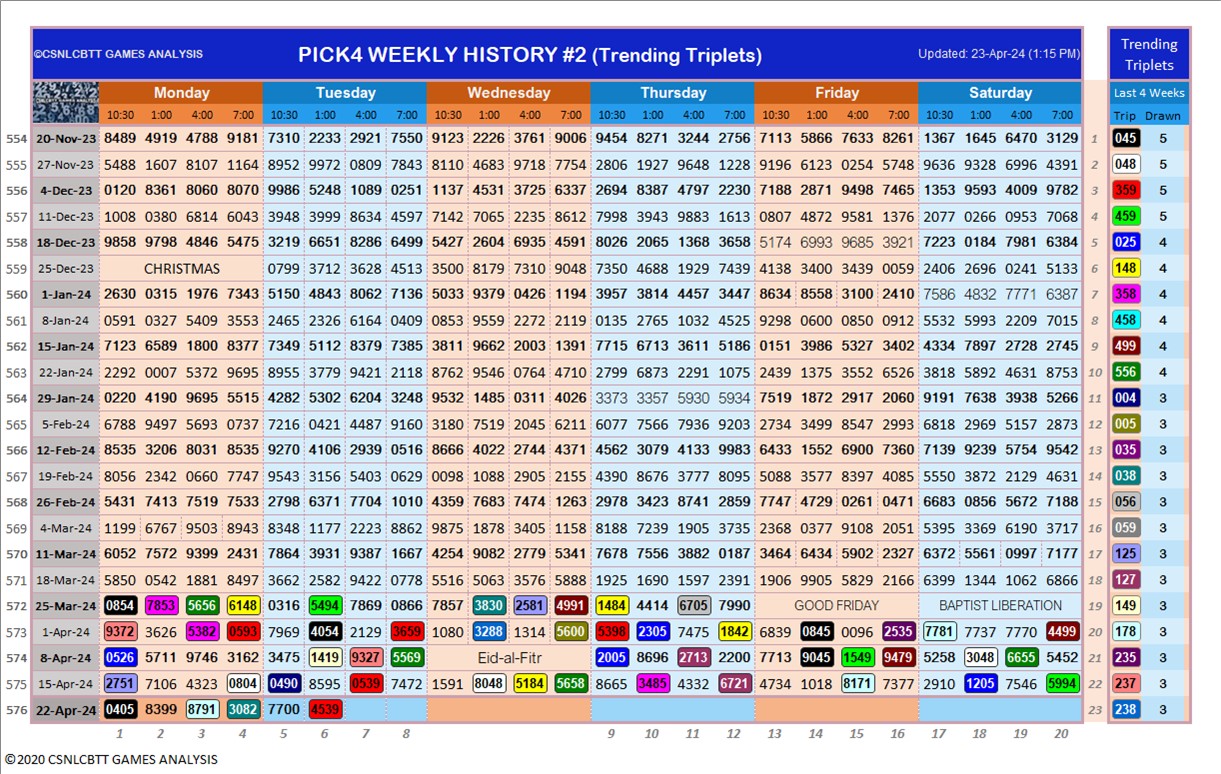 ©CSNLCBTT GAMES ANALYSIS PICK4 WEEKLY HISTORY #2 (Trending Triplets) Updated: 23-Apr-24 (1:15 PM) Trending Triplets
Monday Tuesday Wednesday Thursday Friday Saturday Last 4 Weeks
10:30 1:00 4:00 7:00 10:30 1:00 4:00 7:00 10:30 1:00 4:00 7:00 10:30 1:00 4:00 7:00 10:30 1:00 4:00 7:00 10:30 1:00 4:00 7:00 Trip Drawn
554 20-Nov-23 8489 4919 4788 9181 7310 2233 2921 7550 9123 2226 3761 9006 9454 8271 3244 2756 7113 5866 7633 8261 1367 1645 6470 3129 1 045 5
555 27-Nov-23 5488 1607 8107 1164 8952 9972 0809 7843 8110 4683 9718 7754 2806 1927 9648 1228 9196 6123 0254 5748 9636 9328 6996 4391 2 048 5
556 4-Dec-23 0120 8361 8060 8070 9986 5248 1089 0251 1137 4531 3725 6337 2694 8387 4797 2230 7188 2871 9498 7465 1353 9593 4009 9782 3 359 5
557 11-Dec-23 1008 0380 6814 6043 3948 3999 8634 4597 7142 7065 2235 8612 7998 3943 9883 1613 0807 4872 9581 1376 2077 0266 0953 7068 4 459 5
558 18-Dec-23 9858 9798 4846 5475 3219 6651 8286 6499 5427 2604 6935 4591 8026 2065 1368 3658 5174 6993 9685 3921 7223 0184 7981 6384 5 025 4
559 25-Dec-23 CHRISTMAS 0799 3712 3628 4513 3500 8179 7310 9048 7350 4688 1929 7439 4138 3400 3439 0059 2406 2696 0241 5133 6 148 4
560 1-Jan-24 2630 0315 1976 7343 5150 4843 8062 7136 5033 9379 0426 1194 3957 3814 4457 3447 8634 8558 3100 2410 7586 4832 7771 6387 7 358 4
561 8-Jan-24 0591 0327 5409 3553 2465 2326 6164 0409 0853 9559 2272 2119 0135 2765 1032 4525 9298 0600 0850 0912 5532 5993 2209 7015 8 458 4
562 15-Jan-24 7123 6589 1800 8377 7349 5112 8379 7385 3811 9662 2003 1391 7715 6713 3611 5186 0151 3986 5327 3402 4334 7897 2728 2745 9 499 4
563 22-Jan-24 2292 0007 5372 9695 8955 3779 9421 2118 8762 9546 0764 4710 2799 6873 2291 1075 2439 1375 3552 6526 3818 5892 4631 8753 10 556 4
564 29-Jan-24 0220 4190 9695 5515 4282 5302 6204 3248 9532 1485 0311 4026 3373 3357 5930 5934 7519 1872 2917 2060 9191 7638 3938 5266 11 004 3
565 5-Feb-24 6788 9497 5693 0737 7216 0421 4487 9160 3180 7519 2045 6211 6077 7566 7936 9203 2734 3499 8547 2993 6818 2969 5157 2873 12 005 3
566 12-Feb-24 8535 3206 8031 8535 9270 4106 2939 0516 8666 4022 2744 4371 4562 3079 4133 9983 6433 1552 6900 7360 7139 9239 5754 9542 13 035 3
567 19-Feb-24 8056 2342 0660 7747 9543 3156 5403 0629 9098 1088 2905 2155 4390 8676 3777 8095 5088 3577 8397 4085 5550 3872 2129 4631 14 038 3
568 26-Feb-24 5431 7413 7519 7533 2798 6371 7704 1010 4359 7683 7474 1263 2978 3423 8741 2859 7747 4729 0261 0471 6683 0856 5672 7188 15 056 3
569 4-Mar-24 1199 6767 9503 8943 8348 1177 2223 8862 9875 1878 3405 1158 8188 7239 1905 3735 2368 0377 9108 2051 5395 3369 6190 3717 16 059 3
570 11-Mar-24 6052 7572 9399 2431 7864 3931 9387 1667 4254 9082 2779 5341 7678 7556 3882 0187 3464 6434 5902 2327 6372 5561 0997 7177 17 125 3
571 18-Mar-24 5850 0542 1881 8497 3662 2582 9422 0778 5516 5063 3576 5888 1925 1690 1597 2391 1906 9905 5829 2166 6399 1344 1062 6866 18 127 3
572 25-Mar-24 0854 7853 5656 6148 0316 5494 7869 0866 7857 3830 2581 4991 1484 4414 6705 7990 GOOD FRIDAY BAPTIST LIBERATION 19 149 3
573 1-Apr-24 9372 3626 5382 0593 7969 4054 2129 3659 1080 3288 1314 5600 5398 2305 7475 1842 6839 0845 0096 2535 7781 7737 7770 4499 20 178 3
574 8-Apr-24 0526 5711 9746 3162 3475 1419 9327 5569 Eid-al-Fitr 2005 8696 2713 2200 7713 9045 1549 9479 5258 3048 6655 5452 21 235 3
575 15-Apr-24 2751 7106 4323 0804 0490 8595 0539 7472 1591 8048 5184 5658 8665 3485 4332 6721 4734 1018 8171 7377 2910 1205 7546 5994 22 237 3
576 22-Apr-24 0405 8399 8791 3082 7700 4539 23 238 3
1 2 3 4 5 6 7 8 9 10 11 12 13 14 15 16 17 18 19 20
©2020 CSNLCBTT GAMES ANALYSIS